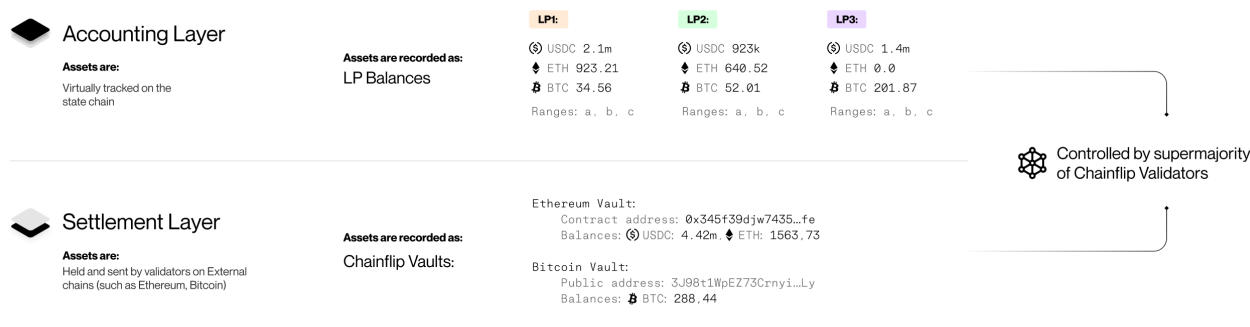 Accounting Layer
Assets are:
Virtually tracked on the
state chain
Assets are recorded as:
LP Balances
LP1:
USDC 2.1m
ETH 923.21
BTC 34.56
Ranges: a, b, c
LP2:
USDC 923k
ETH 640.52
BTC 52.01
Ranges: a, b, c
LP3:
USDC 1.4m
ETH 0.0
BTC 201.87
Ranges: a, b, c
Controlled by supermajority
of Chainflip Validators
Settlement Layer
Assets are:
Held and sent by validators on External
chains (such as Ethereum, Bitcoin)
Assets are recorded as:
Chainflip Vaults:
Ethereum Vault:
Contract address: 0x345f39djw7435...fe
Balances: USDC: 4.42m, ETH: 1563,73
Bitcoin Vault:
Public address: 3J98t1WpEZ73Crnyi...Ly
Balances: BTC: 288,44